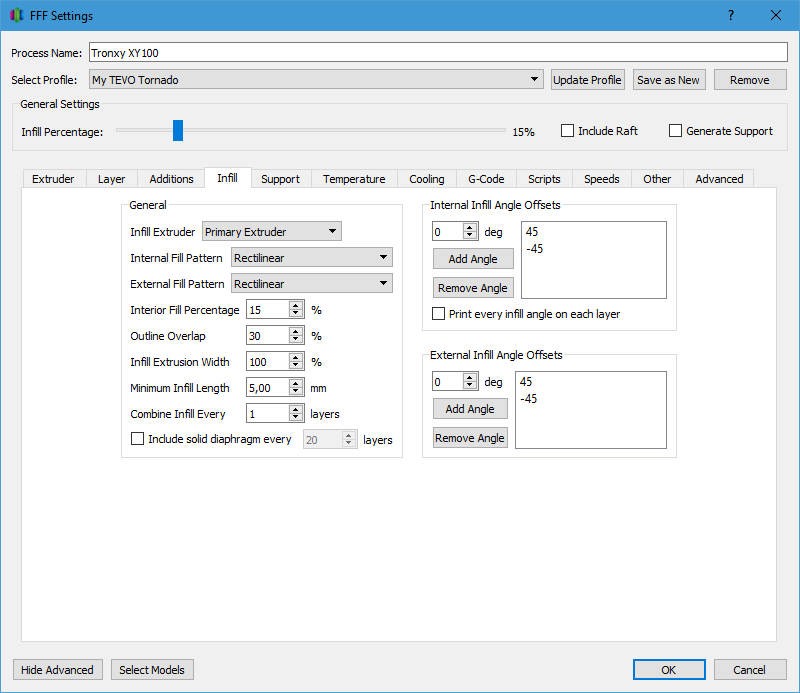 FFF Settings ?
Process Name: Tronxy XY100
Select Profile: My TEVO Tornado Update Profile Save as New Remove
General Settings
Infill Percentage: 15% Include Raft Generate Support
Extruder Layer Additions Infill Support Temperature Cooling G-Code Scripts Speeds Other Advanced
General
Infill Extruder Primary Extruder
Internal Fill Pattern Rectilinear
External Fill Pattern Rectilinear
Interior Fill Percentage 15 %
Outline Overlap 30 %
Infill Extrusion Width 100 %
Minimum Infill Length 5,00 mm
Combine Infill Every 1 layers
Include solid diaphragm every 20 layers
Internal Infill Angle Offsets
0 deg
Add Angle
Remove Angle
45
-45
Print every infill angle on each layer
External Infill Angle Offsets
0 deg
Add Angle
Remove Angle
45
-45
Hide Advanced Select Models OK Cancel